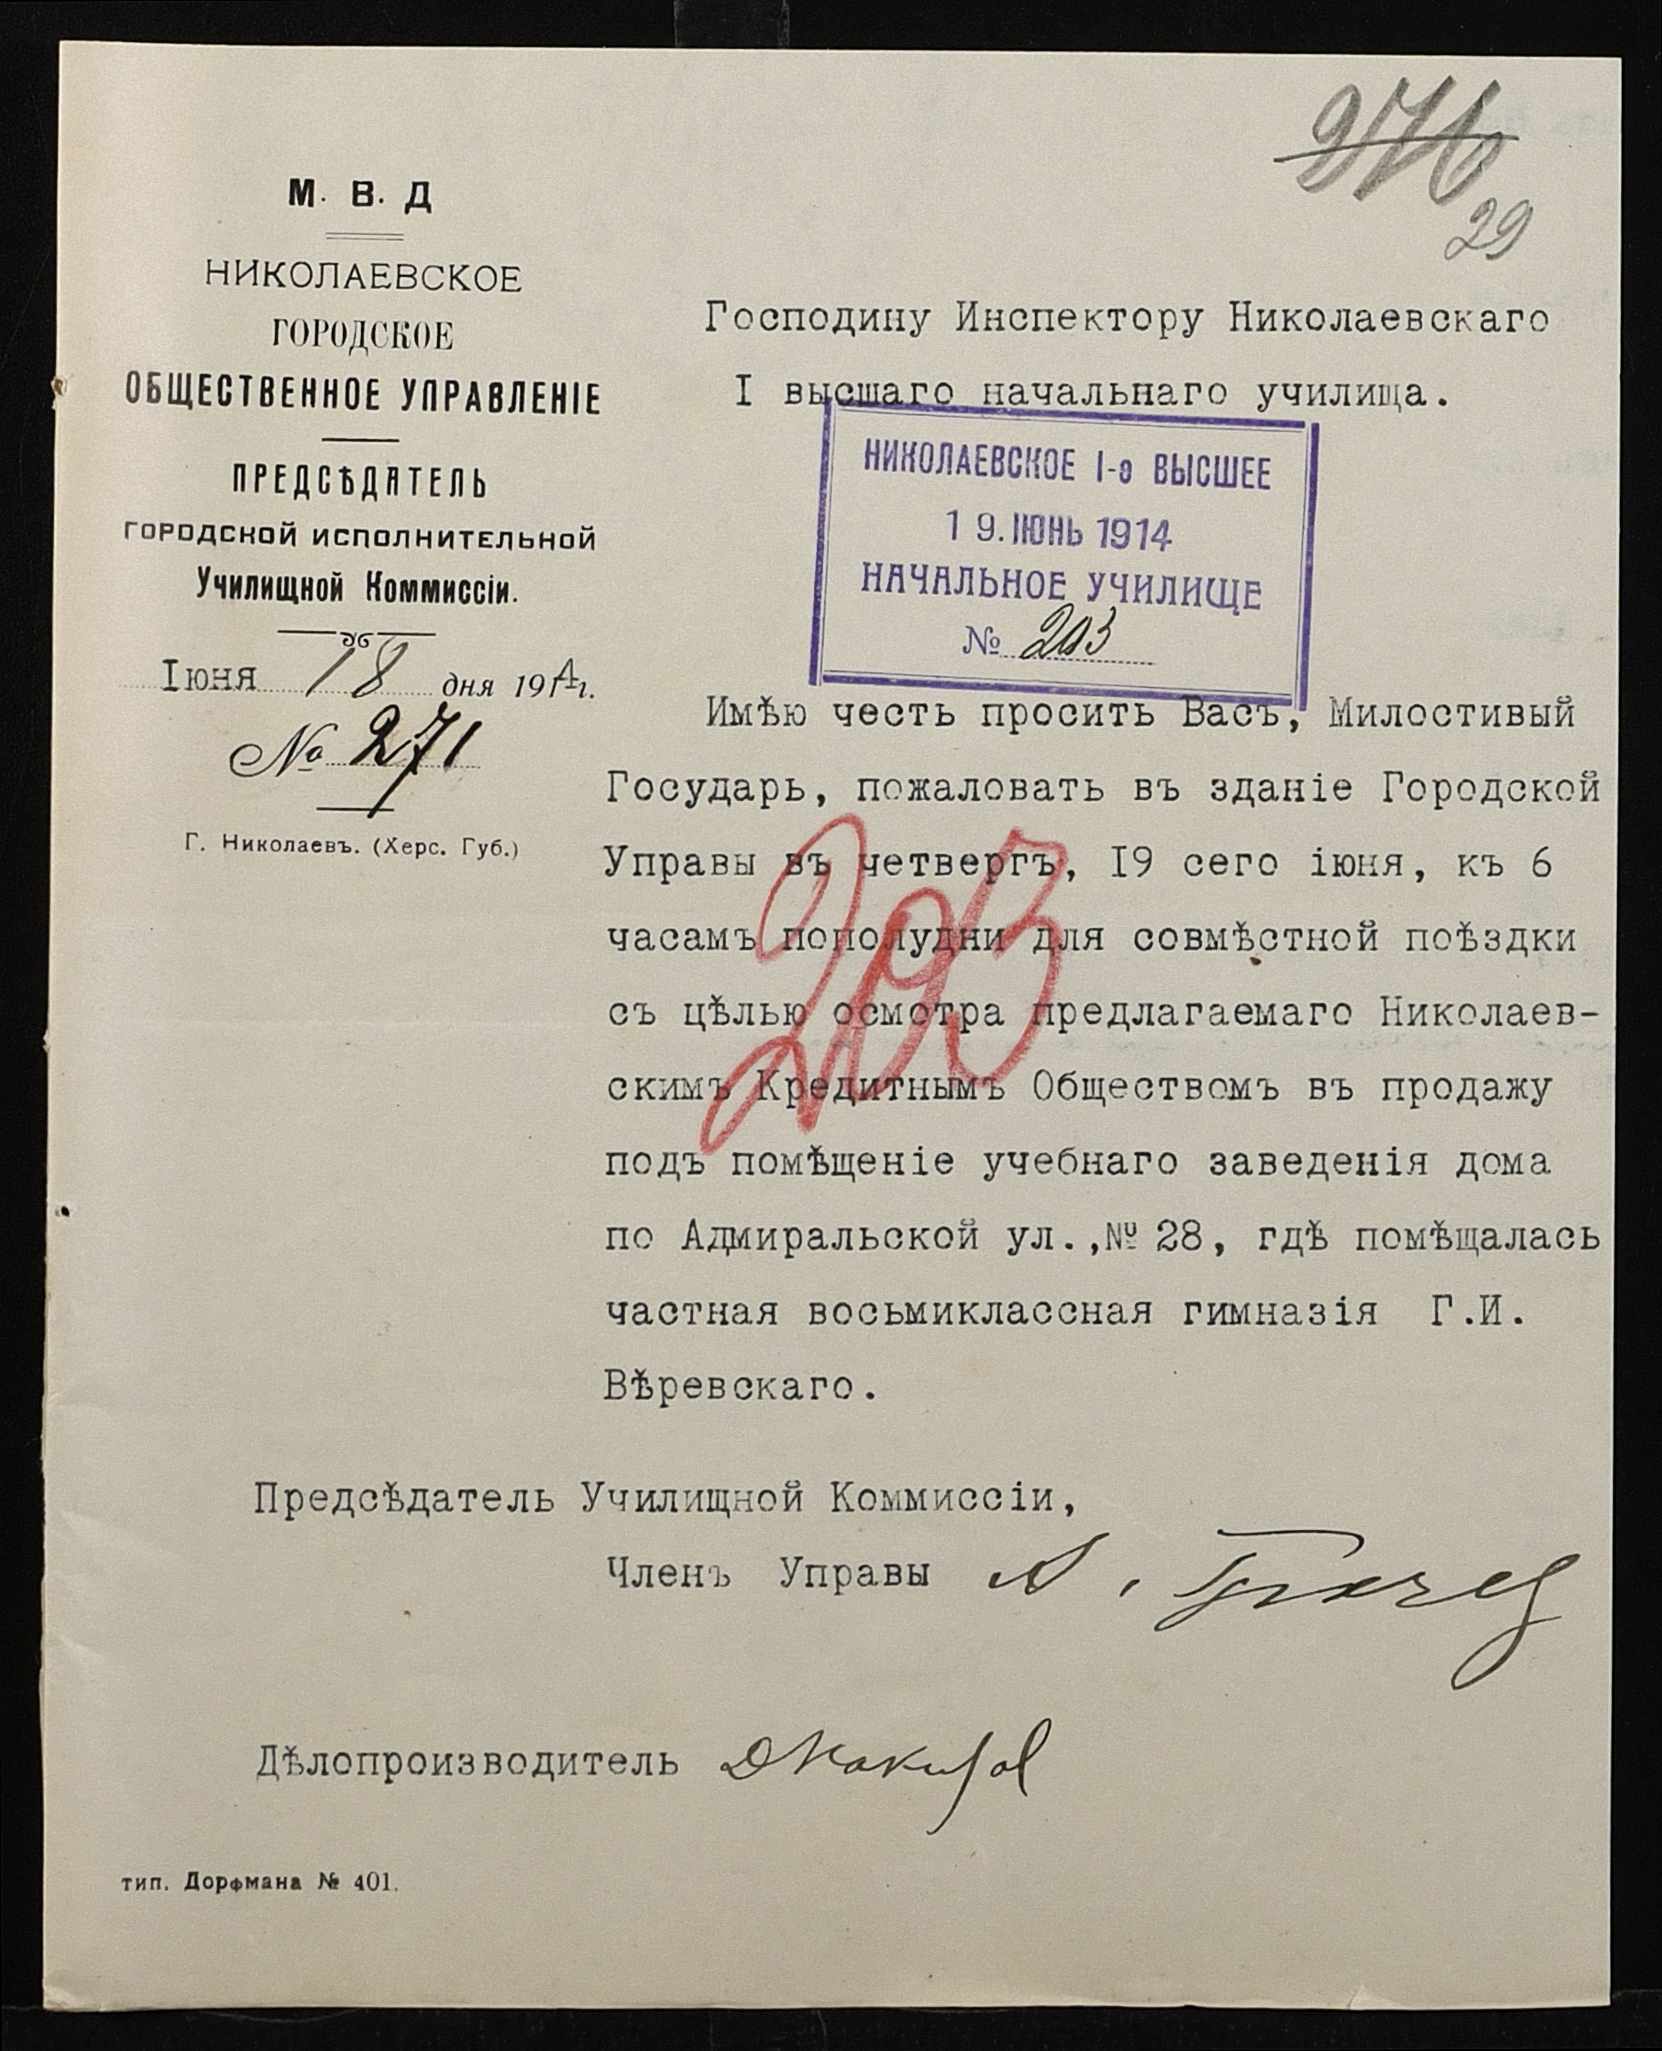 29
М. В. Д
НИКОЛАЕВСКОЕ
ГОРОДСКОЕ
ОБЩЕСТВЕННОЕ УПРАВЛЕНІЕ
ПРЕДСѢДАТЕЛЬ
ГОРОДСКОЙ ИСПОЛНИТЕЛЬНОЙ
Училищной Коммиссіи.
Іюня 18 дня 1914 г.
№ 271
Г. Николаевъ. (Херс. Губ.)
Господину Инспектору Николаевскаго
I высшаго начальнаго училища.
НИКОЛАЕВСКОЕ I-е ВЫСШЕЕ
19. ІЮНЬ 1914
НАЧАЛЬНОЕ УЧИЛИЩЕ
№ 203
Имѣю честь просить Васъ, Милостивый
Государь, пожаловать въ зданіе Городской
Управы въ четвергъ, I9 сего іюня, къ 6
часамъ пополудни для совмѣстной поѣздки
съ цѣлью осмотра предлагаемаго Николаев-
скимъ Кредитнымъ Обществомъ въ продажу
подъ помѣщеніе учебнаго заведенія дома
по Адмиральской ул.,№ 28, гдѣ помѣщалась
частная восьмиклассная гимназія Г.И.
Вѣревскаго.
203
Предсѣдатель Училищной Коммиссіи,
Членъ Управы
Дѣлопроизводитель
тип. Дорфмана № 401.